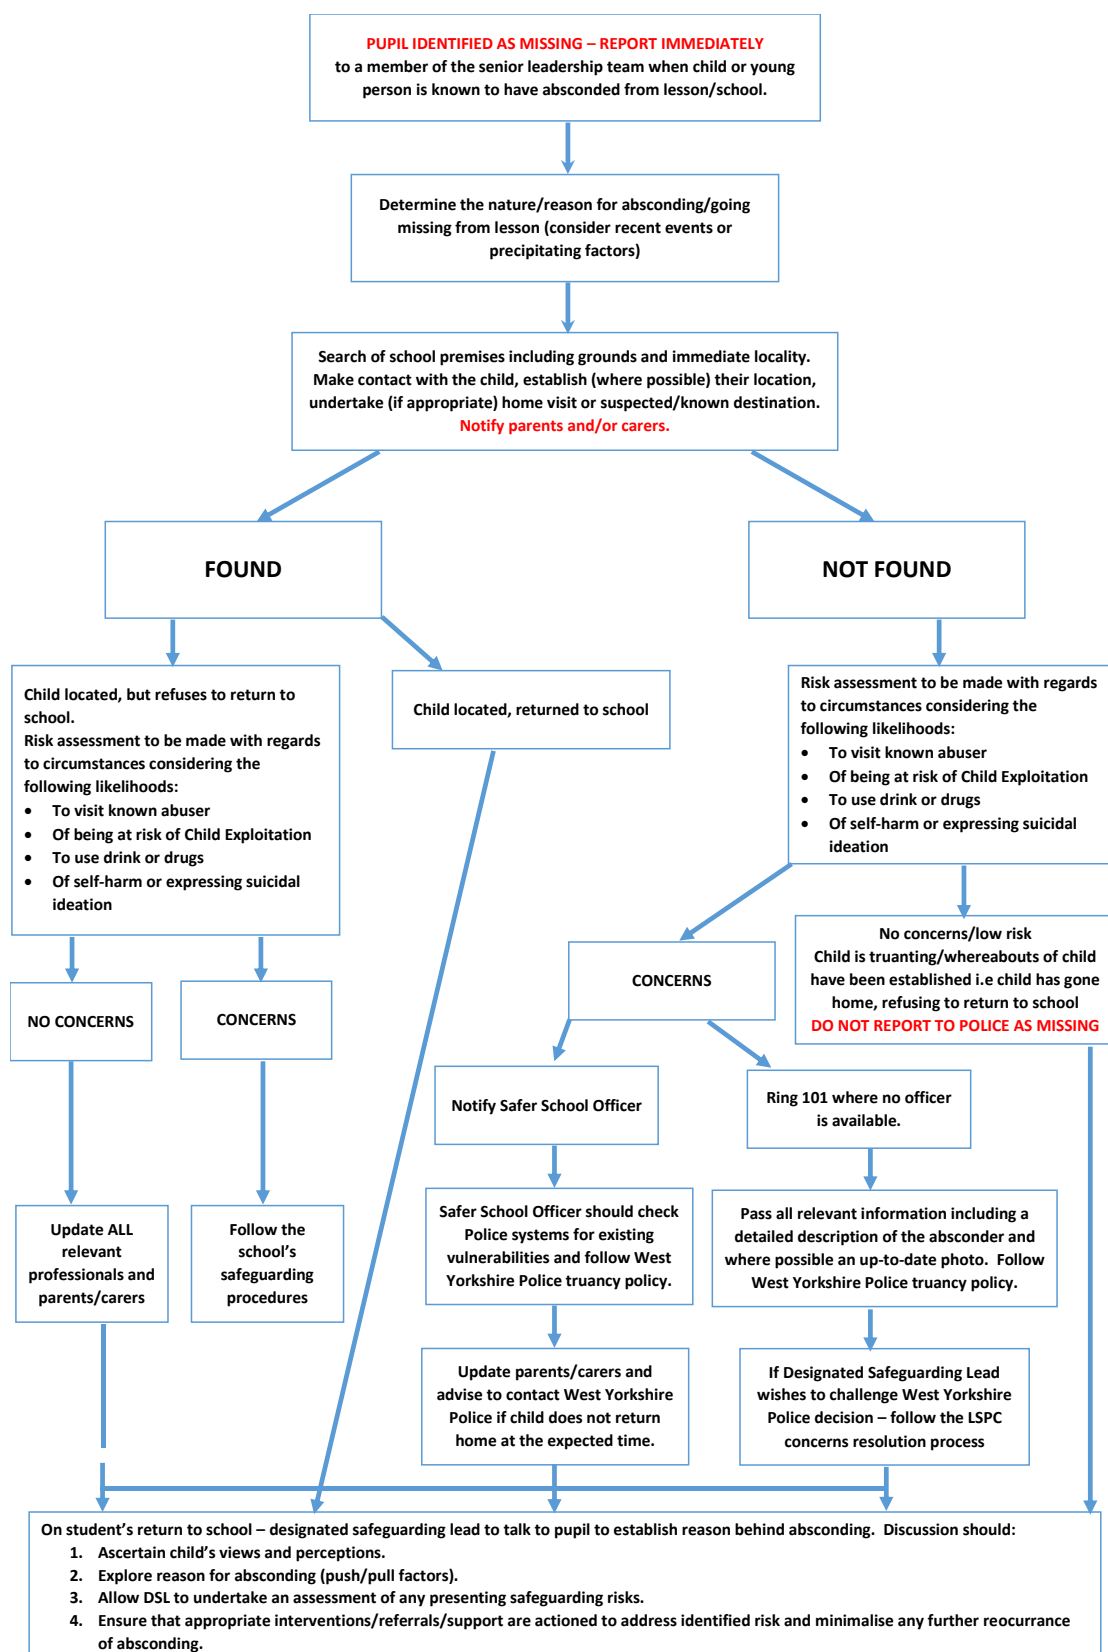 PUPIL IDENTIFIED AS MISSING – REPORT IMMEDIATELY
to a member of the senior leadership team when child or young
person is known to have absconded from lesson/school.
Determine the nature/reason for absconding/going
missing from lesson (consider recent events or
precipitating factors)
Search of school premises including grounds and immediate locality.
Make contact with the child, establish (where possible) their location,
undertake (if appropriate) home visit or suspected/known destination.
Notify parents and/or carers.
FOUND
NOT FOUND
Child located, but refuses to return to
school.
Risk assessment to be made with regards
to circumstances considering the
following likelihoods:
• To visit known abuser
• Of being at risk of Child Exploitation
• To use drink or drugs
• Of self-harm or expressing suicidal
ideation
Child located, returned to school
Risk assessment to be made with regards
to circumstances considering the
following likelihoods:
• To visit known abuser
• Of being at risk of Child Exploitation
• To use drink or drugs
• Of self-harm or expressing suicidal
ideation
NO CONCERNS
CONCERNS
CONCERNS
No concerns/low risk
Child is truanting/whereabouts of child
have been established i.e child has gone
home, refusing to return to school
DO NOT REPORT TO POLICE AS MISSING
Notify Safer School Officer
Ring 101 where no officer
is available.
Update ALL
relevant
professionals and
parents/carers
Follow the
school's
safeguarding
procedures
Safer School Officer should check
Police systems for existing
vulnerabilities and follow West
Yorkshire Police truancy policy.
Pass all relevant information including a
detailed description of the absconder and
where possible an up-to-date photo. Follow
West Yorkshire Police truancy policy.
Update parents/carers and
advise to contact West Yorkshire
Police if child does not return
home at the expected time.
If Designated Safeguarding Lead
wishes to challenge West Yorkshire
Police decision – follow the LSPC
concerns resolution process
On student's return to school – designated safeguarding lead to talk to pupil to establish reason behind absconding. Discussion should:
1. Ascertain child's views and perceptions.
2. Explore reason for absconding (push/pull factors).
3. Allow DSL to undertake an assessment of any presenting safeguarding risks.
4. Ensure that appropriate interventions/referrals/support are actioned to address identified risk and minimalise any further reocurrance
of absconding.